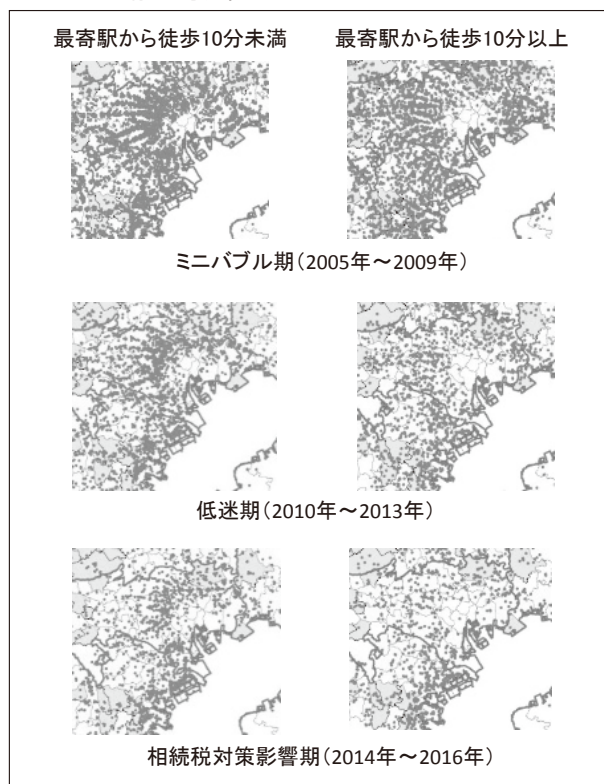 最寄駅から徒歩10分未満
最寄駅から徒歩10分以上
ミニバブル期(2005年～2009年)
低迷期(2010年～2013年)
相続税対策影響期(2014年～2016年)